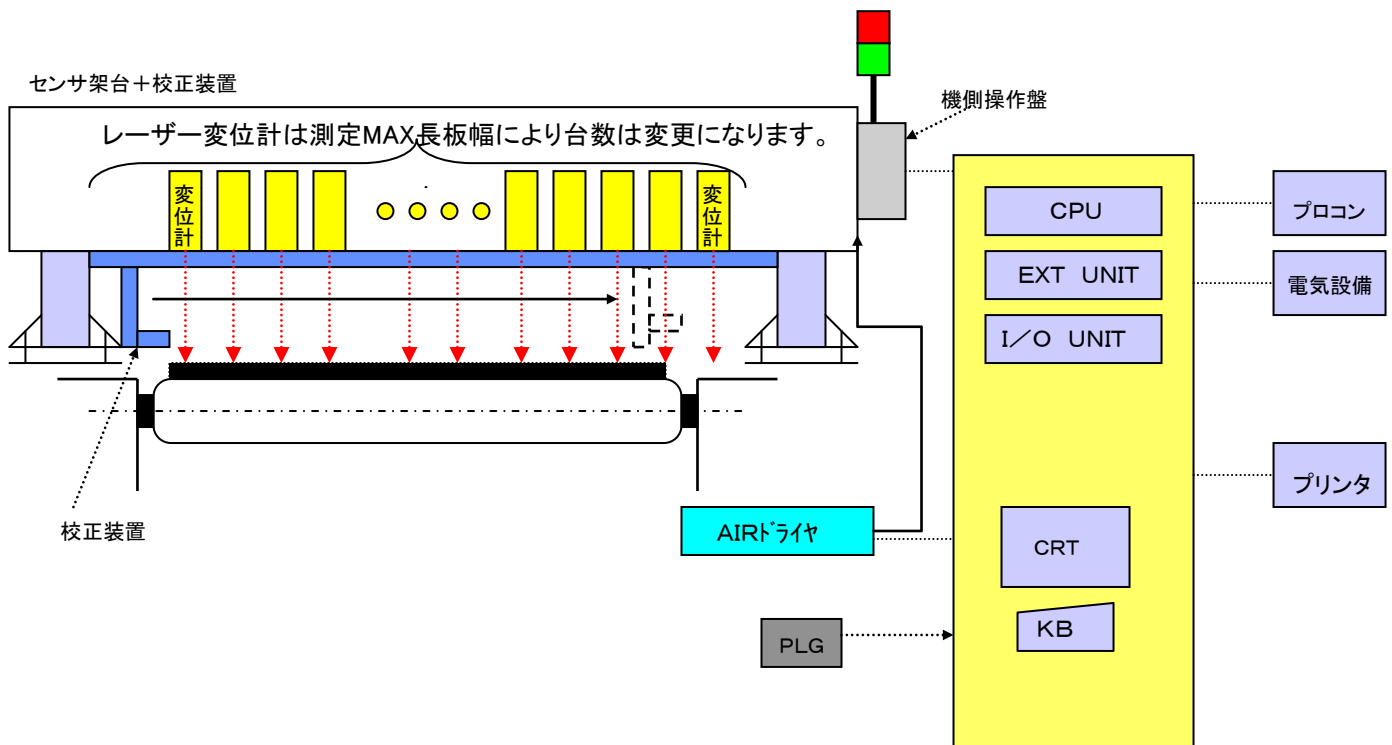 センサ架台＋校正装置
機側操作盤
レーザー変位計は測定MAX長板幅により台数は変更になります。
変位計
変位計
CPU
プロコン
EXT UNIT
電気設備
I／O UNIT
プリンタ
校正装置
AIRﾄﾞﾗｲﾔ
CRT
KB
PLG